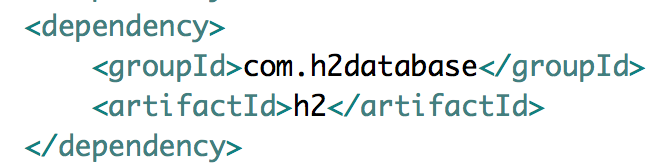 <dependency>
    <groupId>com.h2database</groupId>
    <artifactId>h2</artifactId>
</dependency>